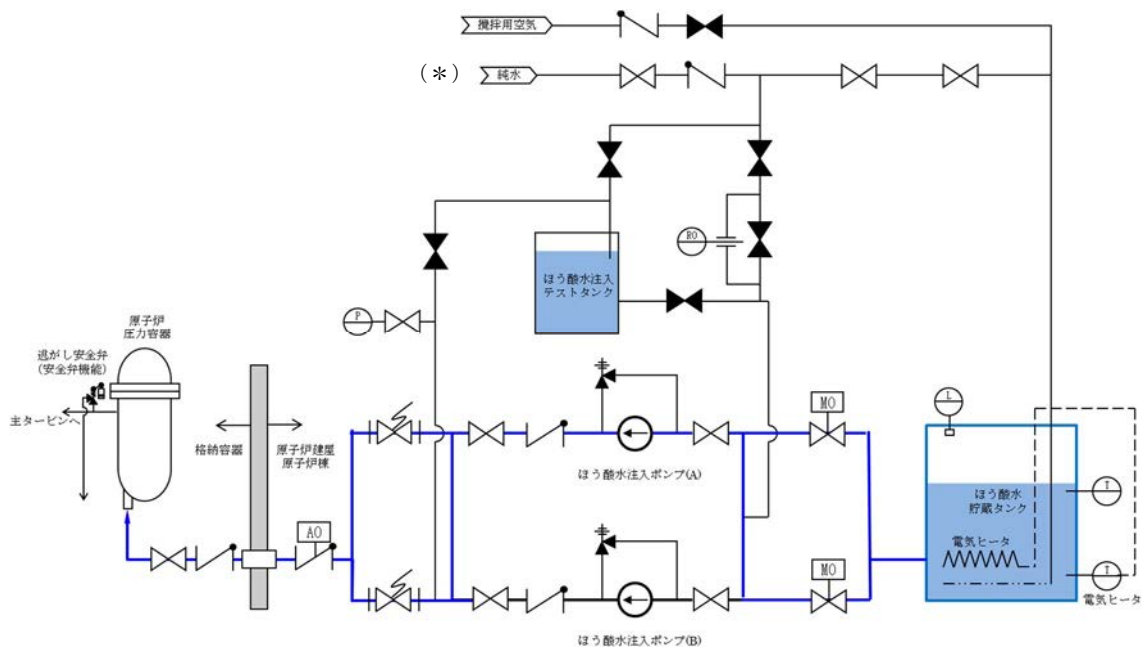 攪拌用空気
(*)
純水
RO
ほう酸水注入
テストタンク
P
原子炉
圧力容器
逃がし安全弁
(安全弁機能)
主タービンへ
格納容器
原子炉建屋
原子炉棟
AO
ほう酸水注入ポンプ(A)
ほう酸水注入ポンプ(B)
MO
MO
L
ほう酸水
貯蔵タンク
T
電気ヒータ
T
電気ヒータ